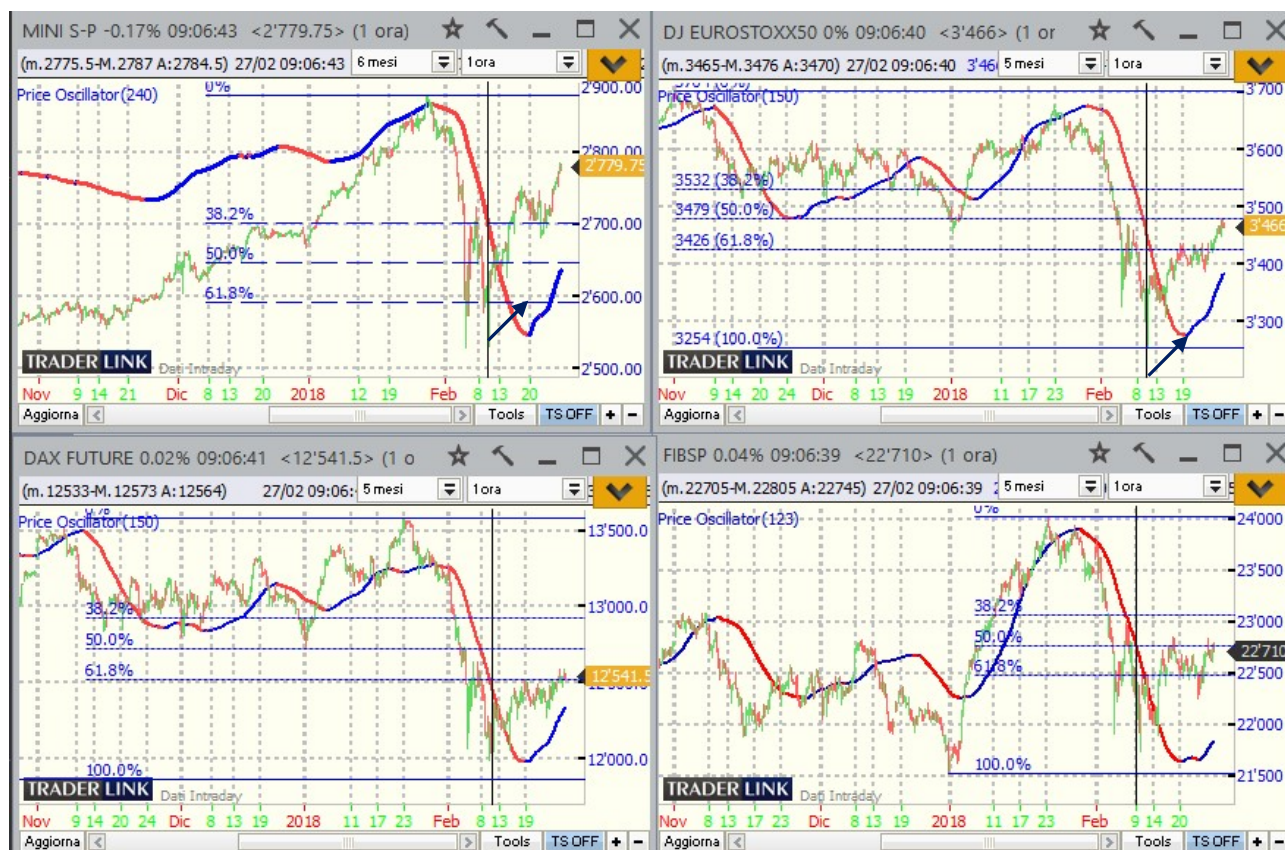 MINI S-P -0.17% 09:06:43 <2'779.75> (1 ora)
(m.2775.5-M.2787 A:2784.5) 27/02 09:06:43 6 mesi 1ora
Price Oscillator(240)
0%
38.2%
50.0%
61.8%
2'900.00
2'800.00
2'779.75
2'700.00
2'600.00
2'500.00
TRADER LINK
Dati Intraday
Nov 9 14 21 Dic 8 13 20 2018 12 19 Feb 8 13 20
Aggiorna < > Tools TS OFF + -
DJ EUROSTOXX50 0% 09:06:40 <3'466> (1 or
(m.3465-M.3476 A:3470) 27/02 09:06:40 5 mesi 1ora
Price Oscillator(150)
3532 (38.2%)
3479 (50.0%)
3426 (61.8%)
3254 (100.0%)
3'700
3'600
3'500
3'466
3'400
3'300
TRADER LINK
Dati Intraday
Nov 9 14 20 24 Dic 8 13 19 2018 11 17 23 Feb 8 13 19
Aggiorna < > Tools TS OFF + -
DAX FUTURE 0.02% 09:06:41 <12'541.5> (1 o
(m.12533-M.12573 A:12564) 27/02 09:06: 5 mesi 1ora
Price Oscillator(150)
0%
38.2%
50.0%
61.8%
100.0%
13'500.0
13'000.0
12'541.5
12'000.0
TRADER LINK
Dati Intraday
Nov 9 14 20 24 Dic 8 13 19 2018 11 17 23 Feb 8 13 19
Aggiorna < > Tools TS OFF + -
FIBSP 0.04% 09:06:39 <22'710> (1 ora)
(m.22705-M.22805 A:22745) 27/02 09:06:39 5 mesi 1ora
Price Oscillator(123)
0%
38.2%
50.0%
61.8%
100.0%
24'000
23'500
23'000
22'710
22'500
22'000
21'500
TRADER LINK
Dati Intraday
Nov 8 13 17 23 Dic 7 12 18 2018 11 17 23 Feb 9 14 20
Aggiorna < > Tools TS OFF + -